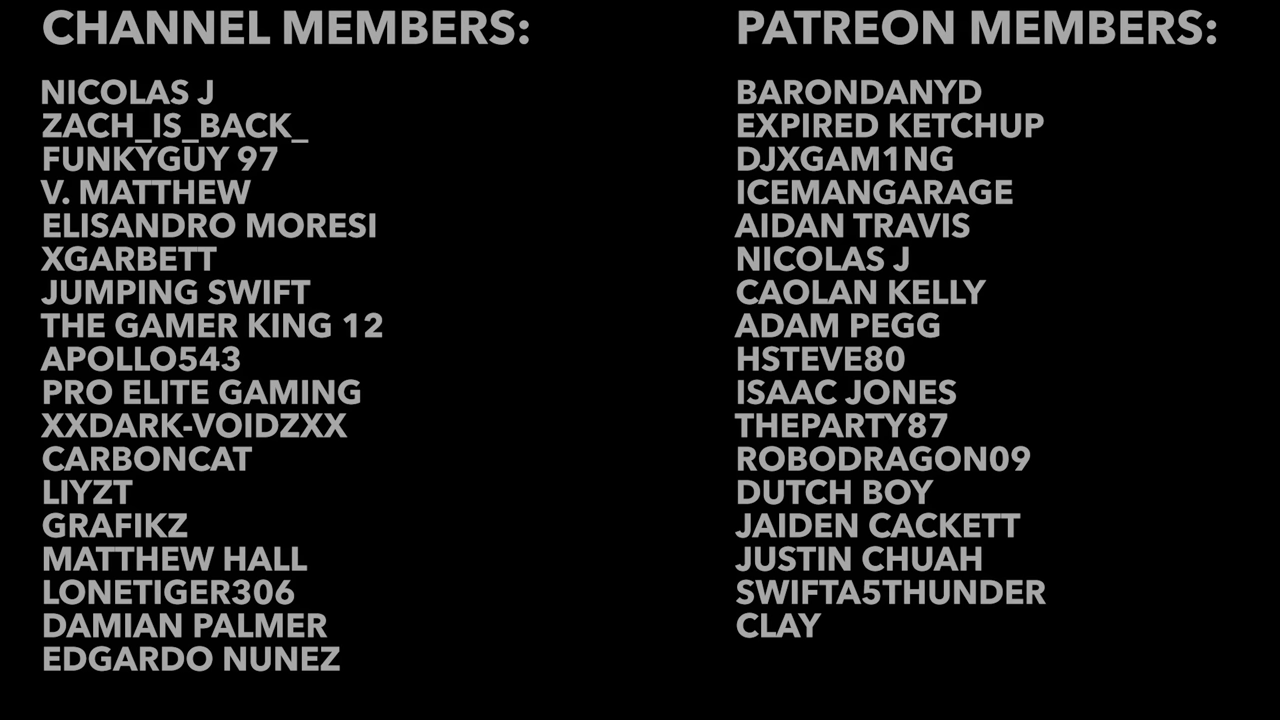 CHANNEL MEMBERS:
NICOLAS J
ZACH_IS_BACK_
FUNKYGUY 97
V. MATTHEW
ELISANDRO MORESI
XGARBETT
JUMPING SWIFT
THE GAMER KING 12
APOLLO543
PRO ELITE GAMING
XXDARK-VOIDZXX
CARBONCAT
LIYZT
GRAFIKZ
MATTHEW HALL
LONETIGER306
DAMIAN PALMER
EDGARDO NUNEZ
PATREON MEMBERS:
BARONDANYD
EXPIRED KETCHUP
DJXGAM1NG
ICEMANGARAGE
AIDAN TRAVIS
NICOLAS J
CAOLAN KELLY
ADAM PEGG
HSTEVE80
ISAAC JONES
THEPARTY87
ROBODRAGON09
DUTCH BOY
JAIDEN CACKETT
JUSTIN CHUAH
SWIFTA5THUNDER
CLAY